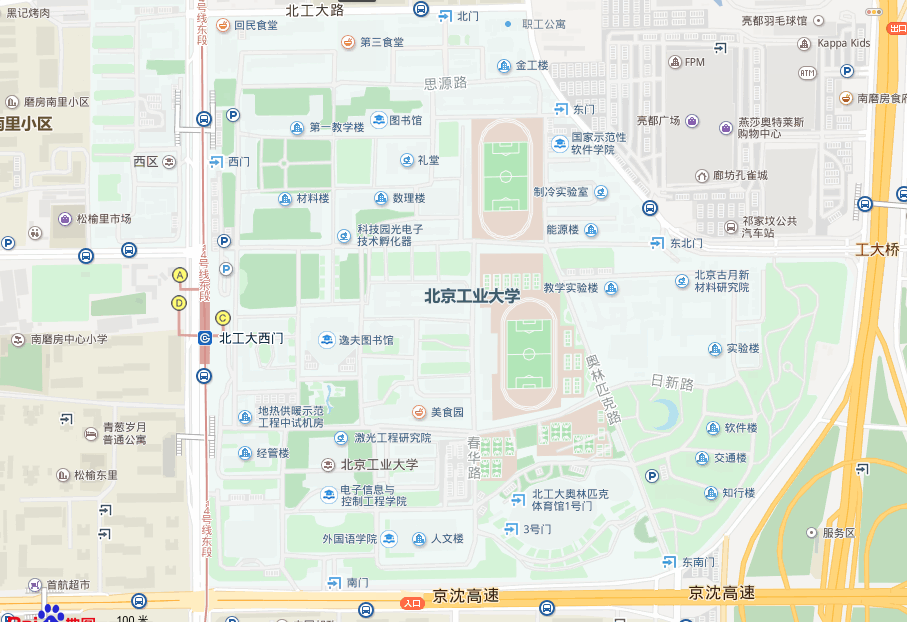 黑记烤肉
北工大路
北门
职工公寓
亮都羽毛球馆
出口
回民食堂
第三食堂
Kappa Kids
FPM
ATM
P
金工楼
思源路
南磨房食府
磨房南里小区
南里小区
P
图书馆
第一教学楼
东门
亮都广场
燕莎奥特莱斯
购物中心
国家示范性
软件学院
西区
西门
礼堂
廊坊孔雀城
制冷实验室
材料楼
数理楼
松榆里市场
科技园光电子
技术孵化器
能源楼
祁家坟公共
汽车站
P
P
东北门
工大桥
14号线东段
A
P
北京工业大学
教学实验楼
北京古月新
材料研究院
D
C
南磨房中心小学
北工大西门
逸夫图书馆
实验楼
奥林匹克路
日新路
地热供暖示范
工程中试机房
美食园
青葱岁月
普通公寓
激光工程研究院
春华路
软件楼
经管楼
北京工业大学
交通楼
松榆东里
P
电子信息与
控制工程学院
北工大奥林匹克
体育馆1号门
知行楼
14号线东段
3号门
外国语学院
人文楼
服务区
东南门
首航超市
南门
入口
京沈高速
京沈高速
100 米